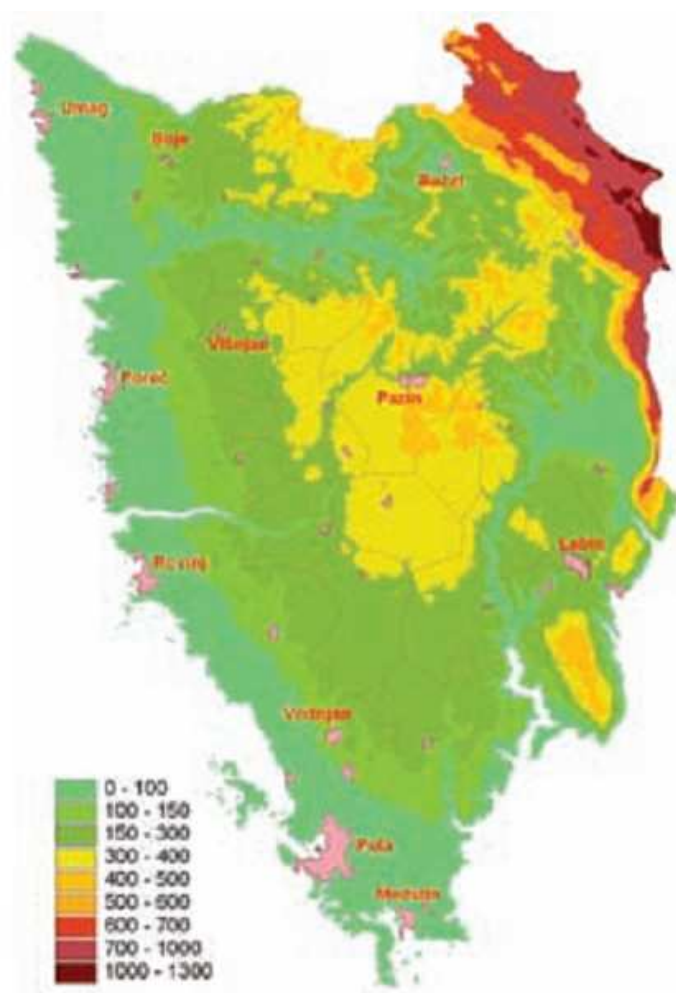 Umag
Buje
Buzet
Višnjan
Poreč
Pazin
Labin
Rovinj
Vodnjan
Pula
Medulin
0 - 100
100 - 150
150 - 300
300 - 400
400 - 500
500 - 600
600 - 700
700 - 1000
1000 - 1300